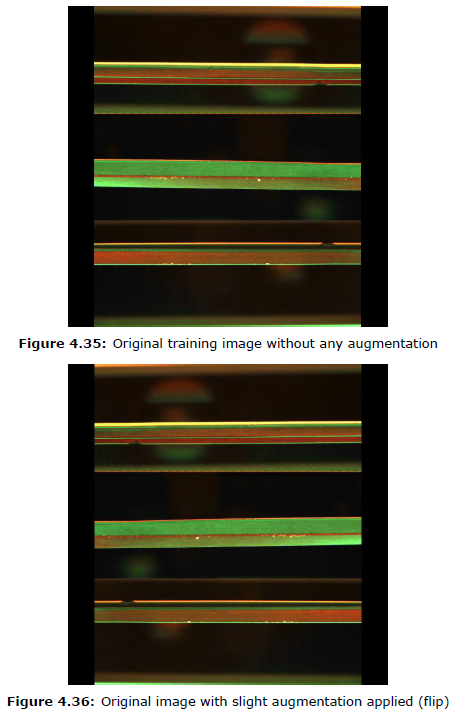 Figure 4.35: Original training image without any augmentation
Figure 4.36: Original image with slight augmentation applied (flip)